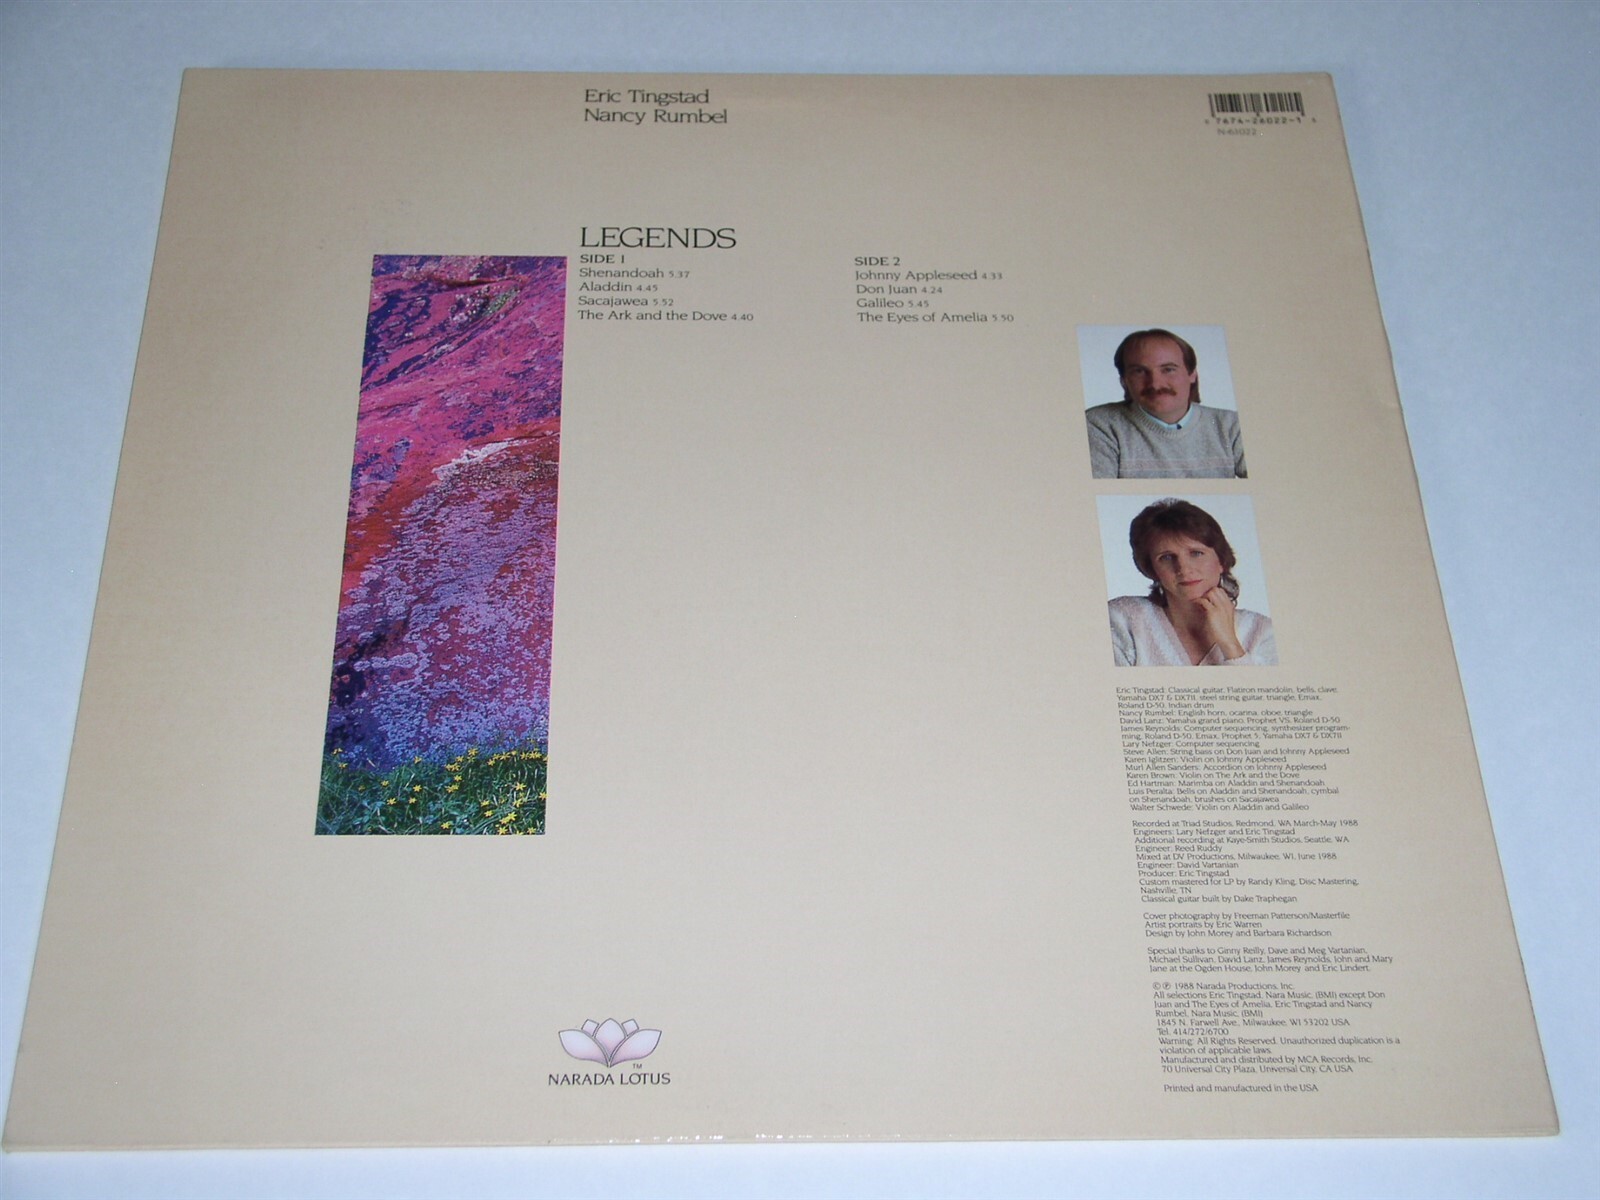 Eric Tingstad
Nancy Rumbel
7674-26022-1
N-61022
LEGENDS
SIDE 1
Shenandoah 5.37
Aladdin 4.45
Sacajawea 5.52
The Ark and the Dove 4.40
SIDE 2
Johnny Appleseed 4.33
Don Juan 4.24
Galileo 5.45
The Eyes of Amelia 5.50
Eric Tingstad: Classical guitar, Flatiron mandolin, bells, clave,
Yamaha DX7 & DX7II, steel string guitar, triangle, Emax,
Roland D-50, Indian drum
Nancy Rumbel: English horn, ocarina, oboe, triangle
David Lanz: Yamaha grand piano, Prophet VS, Roland D-50
James Reynolds: Computer sequencing, synthesizer program-
ming, Roland D-50, Emax, Prophet 5, Yamaha DX7 & DX7II
Lary Nefzger: Computer sequencing
Steve Allen: String bass on Don Juan and Johnny Appleseed
Karen Iglitzen: Violin on Johnny Appleseed
Murl Allen Sanders: Accordion on Johnny Appleseed
Karen Brown: Violin on The Ark and the Dove
Ed Hartman: Marimba on Aladdin and Shenandoah
Luis Peralta: Bells on Aladdin and Shenandoah, cymbal
on Shenandoah, brushes on Sacajawea
Walter Schwede: Violin on Aladdin and Galileo
Recorded at Triad Studios, Redmond, WA March-May 1988
Engineers: Lary Nefzger and Eric Tingstad
Additional recording at Kaye-Smith Studios, Seattle, WA
Engineer: Reed Ruddy
Mixed at DV Productions, Milwaukee, WI, June 1988
Engineer: David Vartanian
Producer: Eric Tingstad
Custom mastered for LP by Randy Kling, Disc Mastering,
Nashville, TN
Classical guitar built by Dake Traphegan
Cover photography by Freeman Patterson/Masterfile
Artist portraits by Eric Warren
Design by John Morey and Barbara Richardson
Special thanks to Ginny Reilly, Dave and Meg Vartanian,
Michael Sullivan, David Lanz, James Reynolds, John and Mary
Jane at the Ogden House, John Morey and Eric Lindert.
© ℗ 1988 Narada Productions, Inc.
All selections Eric Tingstad, Nara Music, (BMI) except Don
Juan and The Eyes of Amelia, Eric Tingstad and Nancy
Rumbel, Nara Music, (BMI)
1845 N. Farwell Ave., Milwaukee, WI 53202 USA
Tel. 414/272/6700
Warning: All Rights Reserved. Unauthorized duplication is a
violation of applicable laws.
Manufactured and distributed by MCA Records, Inc.
70 Universal City Plaza, Universal City, CA USA
Printed and manufactured in the USA
TM
NARADA LOTUS